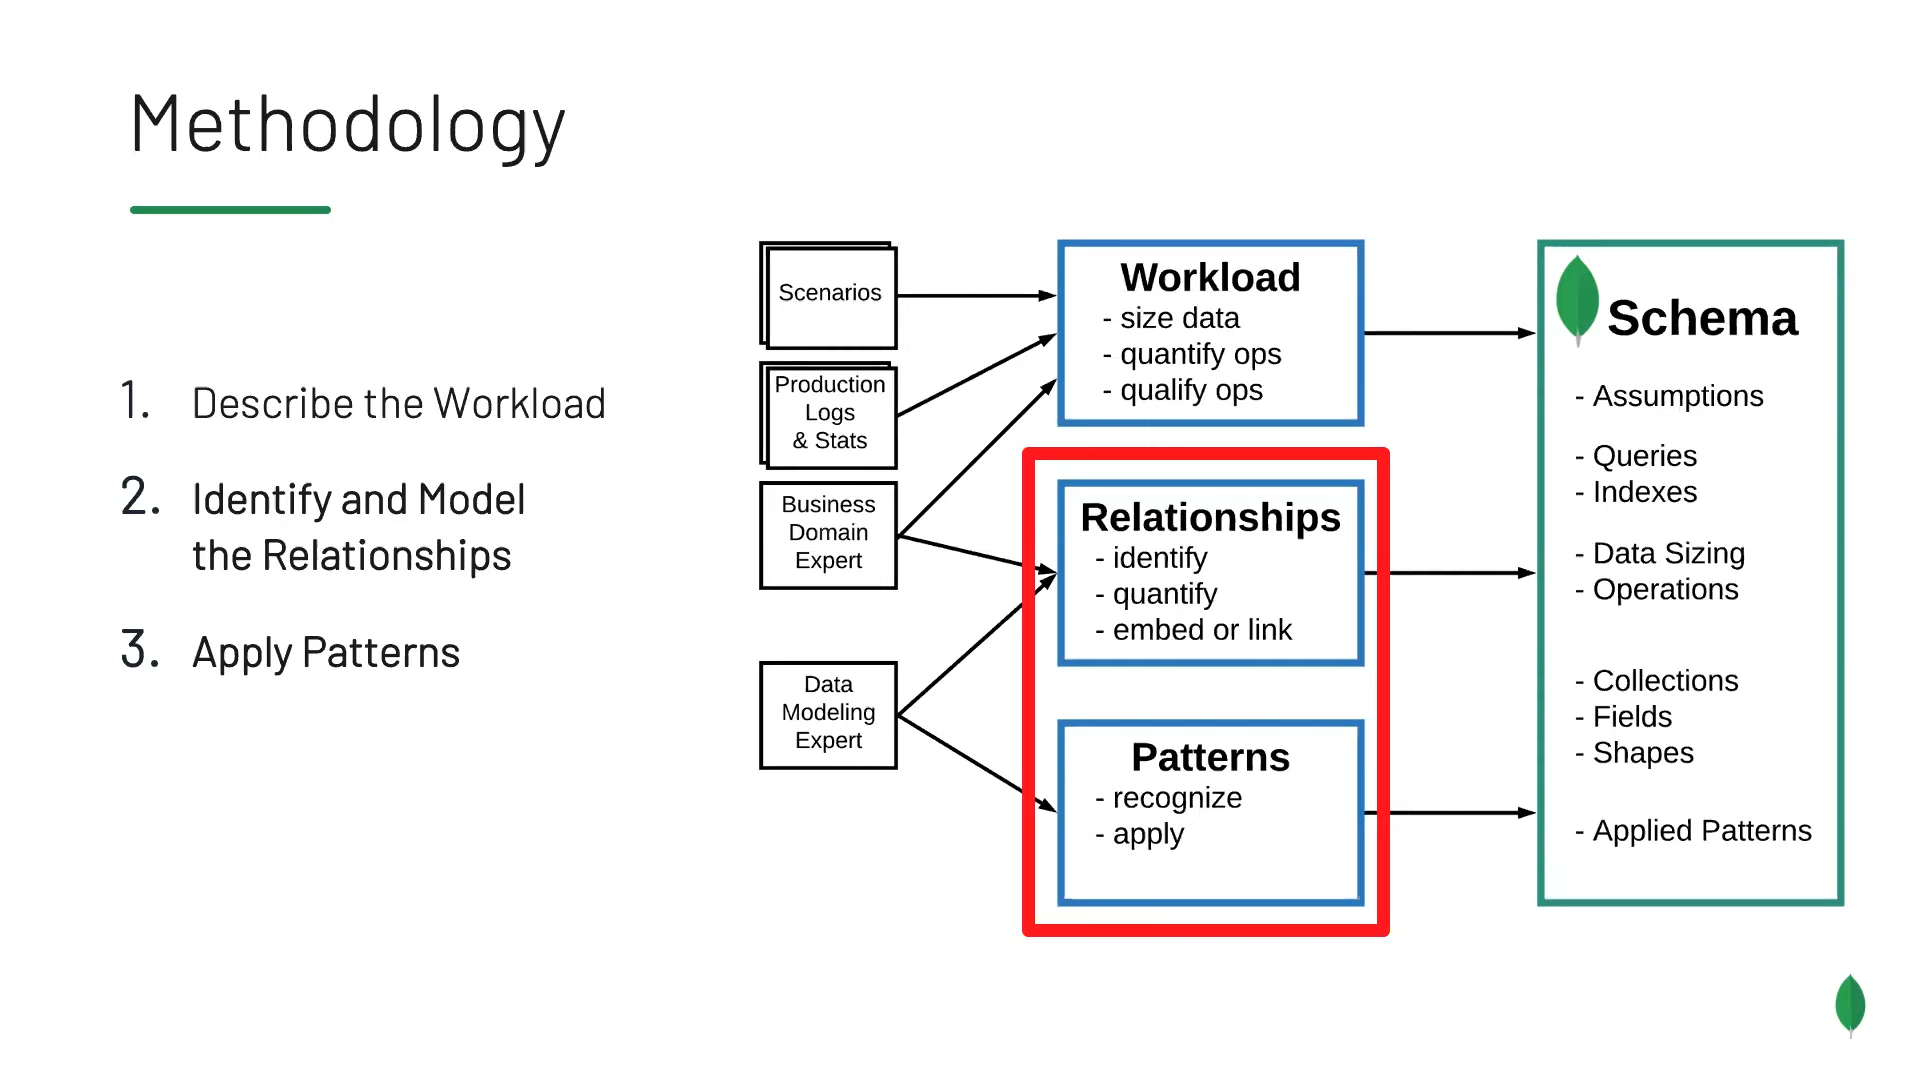 Methodology
1. Describe the Workload
2. Identify and Model
the Relationships
3. Apply Patterns
Scenarios
Production
Logs
& Stats
Business
Domain
Expert
Data
Modeling
Expert
Workload
- size data
- quantify ops
- qualify ops
Relationships
- identify
- quantify
- embed or link
Patterns
- recognize
- apply
Schema
- Assumptions
- Queries
- Indexes
- Data Sizing
- Operations
- Collections
- Fields
- Shapes
- Applied Patterns